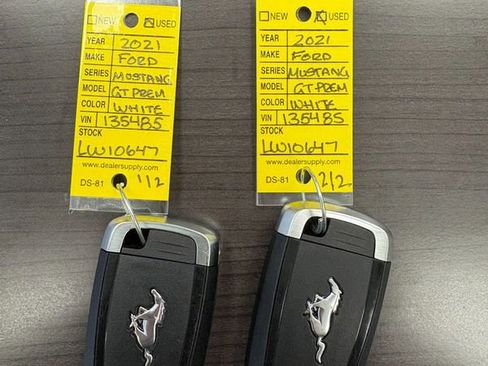 NEW USED
YEAR 2021
MAKE FORD
SERIES MUSTANG
MODEL GT PREM
COLOR WHITE
VIN 135485
STOCK
LW10647
www.dealersupply.com
DS-81 1/2
NEW USED
YEAR 2021
MAKE FORD
SERIES MUSTANG
MODEL GT PREM
COLOR WHITE
VIN 135485
STOCK
LW10647
www.dealersupply.com
DS-81 2/2